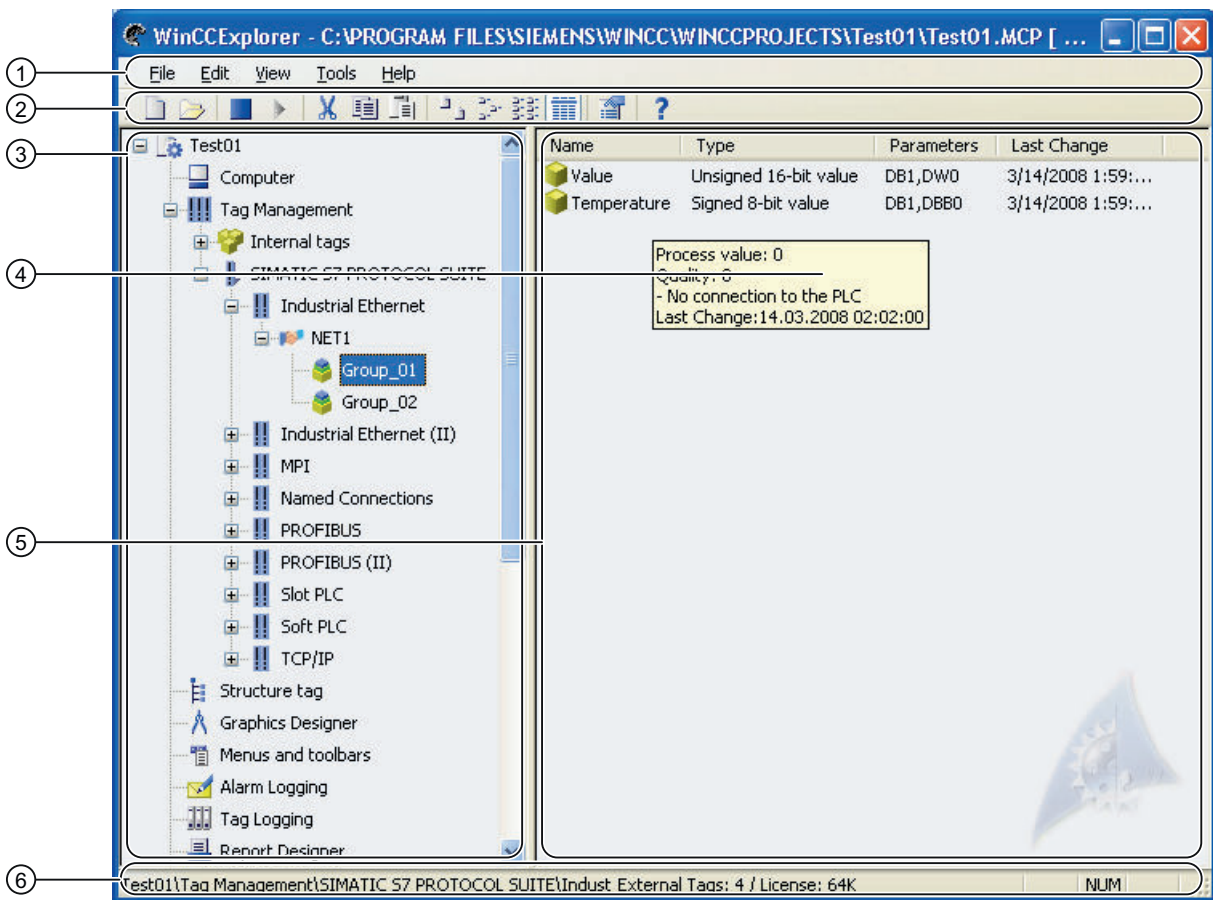 WinCCExplorer - C:\PROGRAM FILES\SIEMENS\WINCC\WINCCPROJECTS\Test01\Test01.MCP [ ...
1
File Edit View Tools Help
2
3
Test01
Computer
Tag Management
Internal tags
4
SIMATIC S7 PROTOCOL SUITE
Industrial Ethernet
NET1
Group_01
Group_02
Industrial Ethernet (II)
MPI
Named Connections
5
PROFIBUS
PROFIBUS (II)
Slot PLC
Soft PLC
TCP/IP
Structure tag
Graphics Designer
Menus and toolbars
Alarm Logging
Tag Logging
Report Designer
Name Type Parameters Last Change
Value Unsigned 16-bit value DB1,DW0 3/14/2008 1:59:...
Temperature Signed 8-bit value DB1,DBB0 3/14/2008 1:59:...
Process value: 0
Quality: 0
- No connection to the PLC
Last Change:14.03.2008 02:02:00
6
Test01\Tag Management\SIMATIC S7 PROTOCOL SUITE\Indust External Tags: 4 / License: 64K NUM